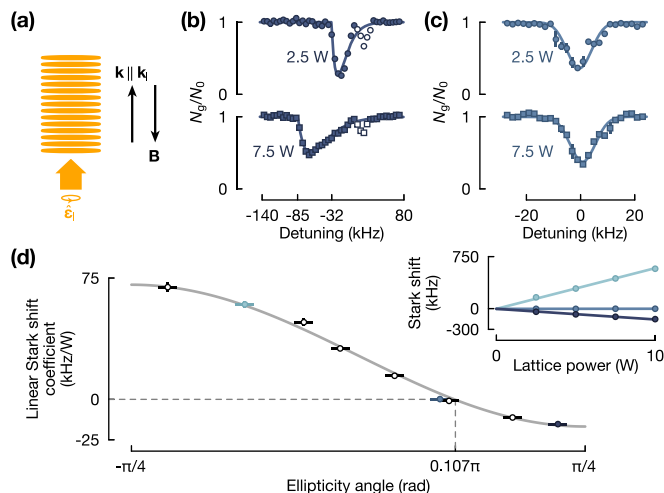 (a)
k ∥ kₗ
B
ε̂ₗ
(b)
N_g/N_0
1
2.5 W
0
1
7.5 W
0
-140 -85 -32 80
Detuning (kHz)
(c)
N_g/N_0
1
2.5 W
0
1
7.5 W
0
-20 0 20
Detuning (kHz)
(d)
Linear Stark shift
coefficient
(kHz/W)
75
0
-25
-π/4 0.107π π/4
Ellipticity angle (rad)
Stark shift
(kHz)
750
0
-300
0 10
Lattice power (W)